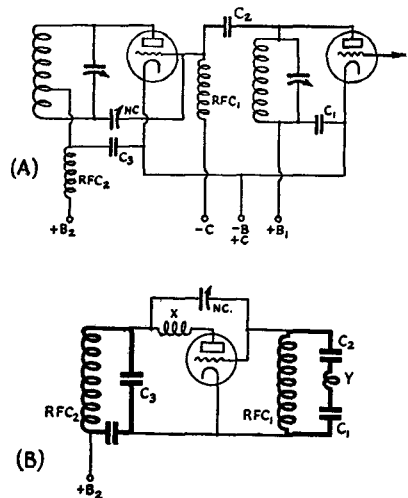 C₂
NC
RFC₁
C₁
(A)
C₃
RFC₂
+B₂
-C
-B
+C
+B₁
NC.
X
C₂
C₃
Y
RFC₂
RFC₁
C₁
(B)
+B₂